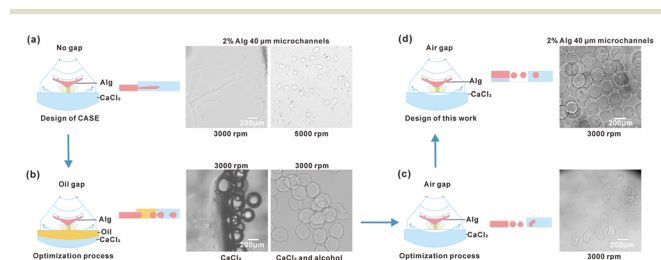 (a)
No gap
Alg
CaCl₂
Design of CASE
2% Alg 40 μm microchannels
200μm
200μm
3000 rpm
5000 rpm
(b)
Oil gap
Alg
Oil
CaCl₂
Optimization process
3000 rpm
3000 rpm
200μm
200μm
CaCl₂
CaCl₂ and alcohol
(d)
Air gap
Alg
CaCl₂
Design of this work
2% Alg 40 μm microchannels
200μm
3000 rpm
(c)
Air gap
Alg
CaCl₂
Optimization process
200μm
3000 rpm